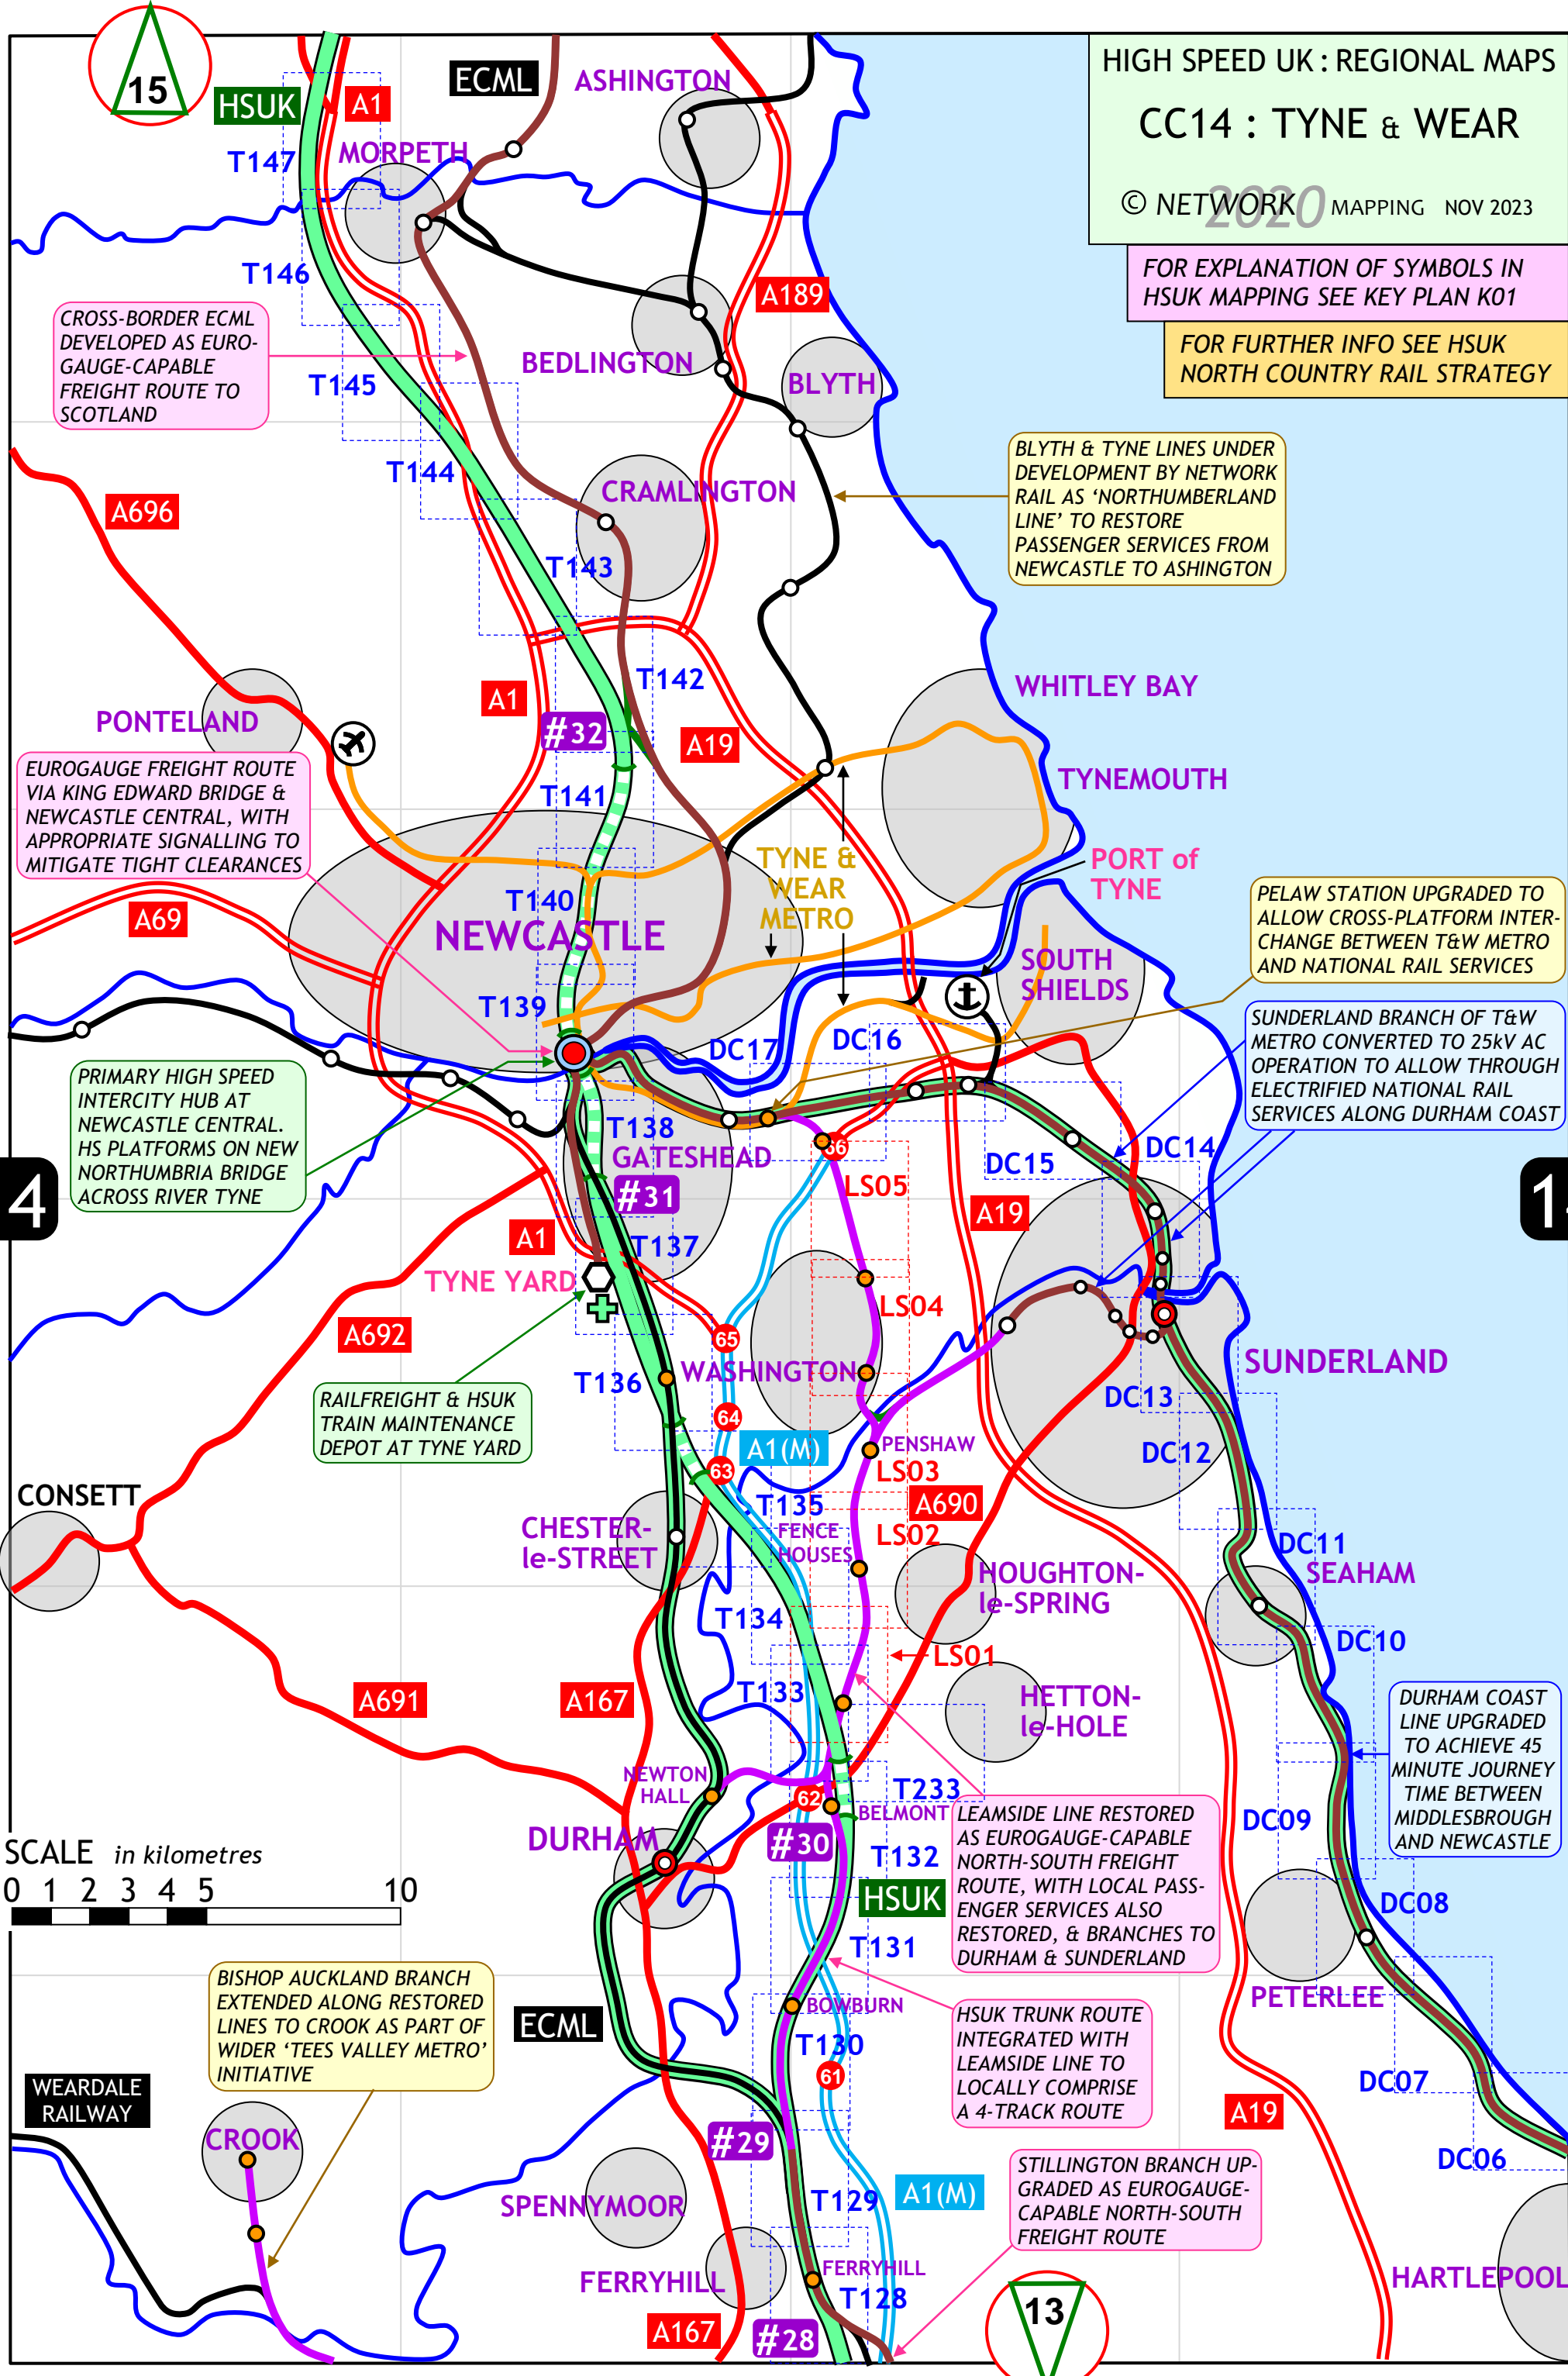 15
HSUK
A1
ECML
ASHINGTON
HIGH SPEED UK : REGIONAL MAPS
CC14 : TYNE & WEAR
© NETWORK 2020 MAPPING NOV 2023
FOR EXPLANATION OF SYMBOLS IN
HSUK MAPPING SEE KEY PLAN K01
FOR FURTHER INFO SEE HSUK
NORTH COUNTRY RAIL STRATEGY
T147
MORPETH
T146
A189
CROSS-BORDER ECML
DEVELOPED AS EURO-
GAUGE-CAPABLE
FREIGHT ROUTE TO
SCOTLAND
BEDLINGTON
T145
BLYTH
T144
CRAMLINGTON
A696
BLYTH & TYNE LINES UNDER
DEVELOPMENT BY NETWORK
RAIL AS ‘NORTHUMBERLAND
LINE’ TO RESTORE
PASSENGER SERVICES FROM
NEWCASTLE TO ASHINGTON
T143
T142
A1
#32
A19
WHITLEY BAY
PONTELAND
TYNEMOUTH
EUROGAUGE FREIGHT ROUTE
VIA KING EDWARD BRIDGE &
NEWCASTLE CENTRAL, WITH
APPROPRIATE SIGNALLING TO
MITIGATE TIGHT CLEARANCES
T141
TYNE &
WEAR
METRO
PORT of
TYNE
A69
T140
NEWCASTLE
PELAW STATION UPGRADED TO
ALLOW CROSS-PLATFORM INTER-
CHANGE BETWEEN T&W METRO
AND NATIONAL RAIL SERVICES
SOUTH
SHIELDS
T139
DC17
DC16
SUNDERLAND BRANCH OF T&W
METRO CONVERTED TO 25kV AC
OPERATION TO ALLOW THROUGH
ELECTRIFIED NATIONAL RAIL
SERVICES ALONG DURHAM COAST
PRIMARY HIGH SPEED
INTERCITY HUB AT
NEWCASTLE CENTRAL.
HS PLATFORMS ON NEW
NORTHUMBRIA BRIDGE
ACROSS RIVER TYNE
T138
GATESHEAD
66
DC15
DC14
4
#31
LS05
A19
1
A1
T137
TYNE YARD
LS04
A692
65
WASHINGTON
SUNDERLAND
T136
RAILFREIGHT & HSUK
TRAIN MAINTENANCE
DEPOT AT TYNE YARD
64
DC13
A1(M)
PENSHAW
DC12
63
LS03
CONSETT
T135
A690
CHESTER-
le-STREET
FENCE
HOUSES
LS02
DC11
HOUGHTON-
le-SPRING
SEAHAM
T134
DC10
LS01
A691
A167
T133
HETTON-
le-HOLE
DURHAM COAST
LINE UPGRADED
TO ACHIEVE 45
MINUTE JOURNEY
TIME BETWEEN
MIDDLESBROUGH
AND NEWCASTLE
NEWTON
HALL
62
T233
BELMONT
DC09
DURHAM
#30
T132
LEAMSIDE LINE RESTORED
AS EUROGAUGE-CAPABLE
NORTH-SOUTH FREIGHT
ROUTE, WITH LOCAL PASS-
ENGER SERVICES ALSO
RESTORED, & BRANCHES TO
DURHAM & SUNDERLAND
SCALE in kilometres
0 1 2 3 4 5 10
HSUK
DC08
T131
PETERLEE
BISHOP AUCKLAND BRANCH
EXTENDED ALONG RESTORED
LINES TO CROOK AS PART OF
WIDER ‘TEES VALLEY METRO’
INITIATIVE
ECML
BOWBURN
HSUK TRUNK ROUTE
INTEGRATED WITH
LEAMSIDE LINE TO
LOCALLY COMPRISE
A 4-TRACK ROUTE
T130
61
DC07
WEARDALE
RAILWAY
CROOK
#29
A19
DC06
SPENNYMOOR
T129
A1(M)
STILLINGTON BRANCH UP-
GRADED AS EUROGAUGE-
CAPABLE NORTH-SOUTH
FREIGHT ROUTE
FERRYHILL
FERRYHILL
T128
HARTLEPOOL
A167
#28
13